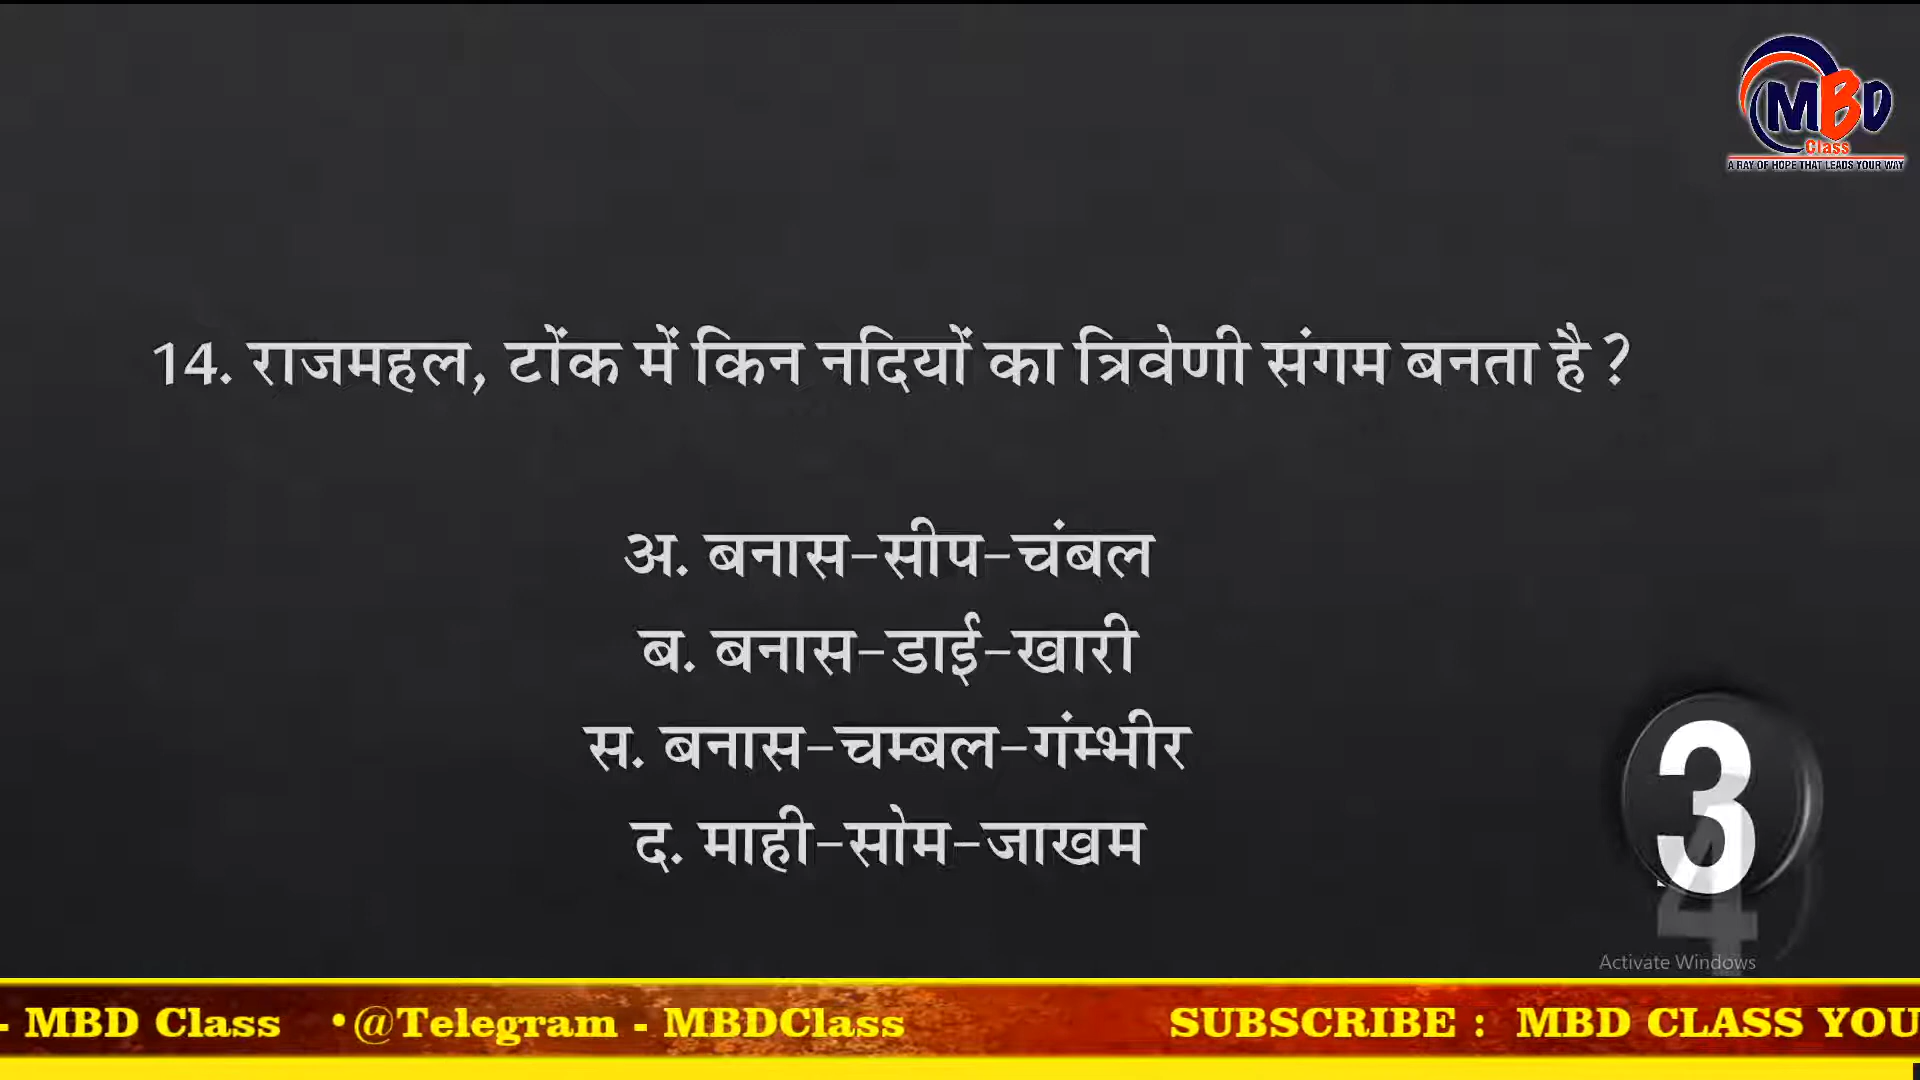 MBD
Class
A RAY OF HOPE THAT LEADS YOUR WAY
14. राजमहल, टोंक में किन नदियों का त्रिवेणी संगम बनता है ?
अ. बनास-सीप-चंबल
ब. बनास-डाई-खारी
स. बनास-चम्बल-गंम्भीर
द. माही-सोम-जाखम
3
Activate Windows
- MBD Class •@Telegram - MBDClass SUBSCRIBE : MBD CLASS YOU